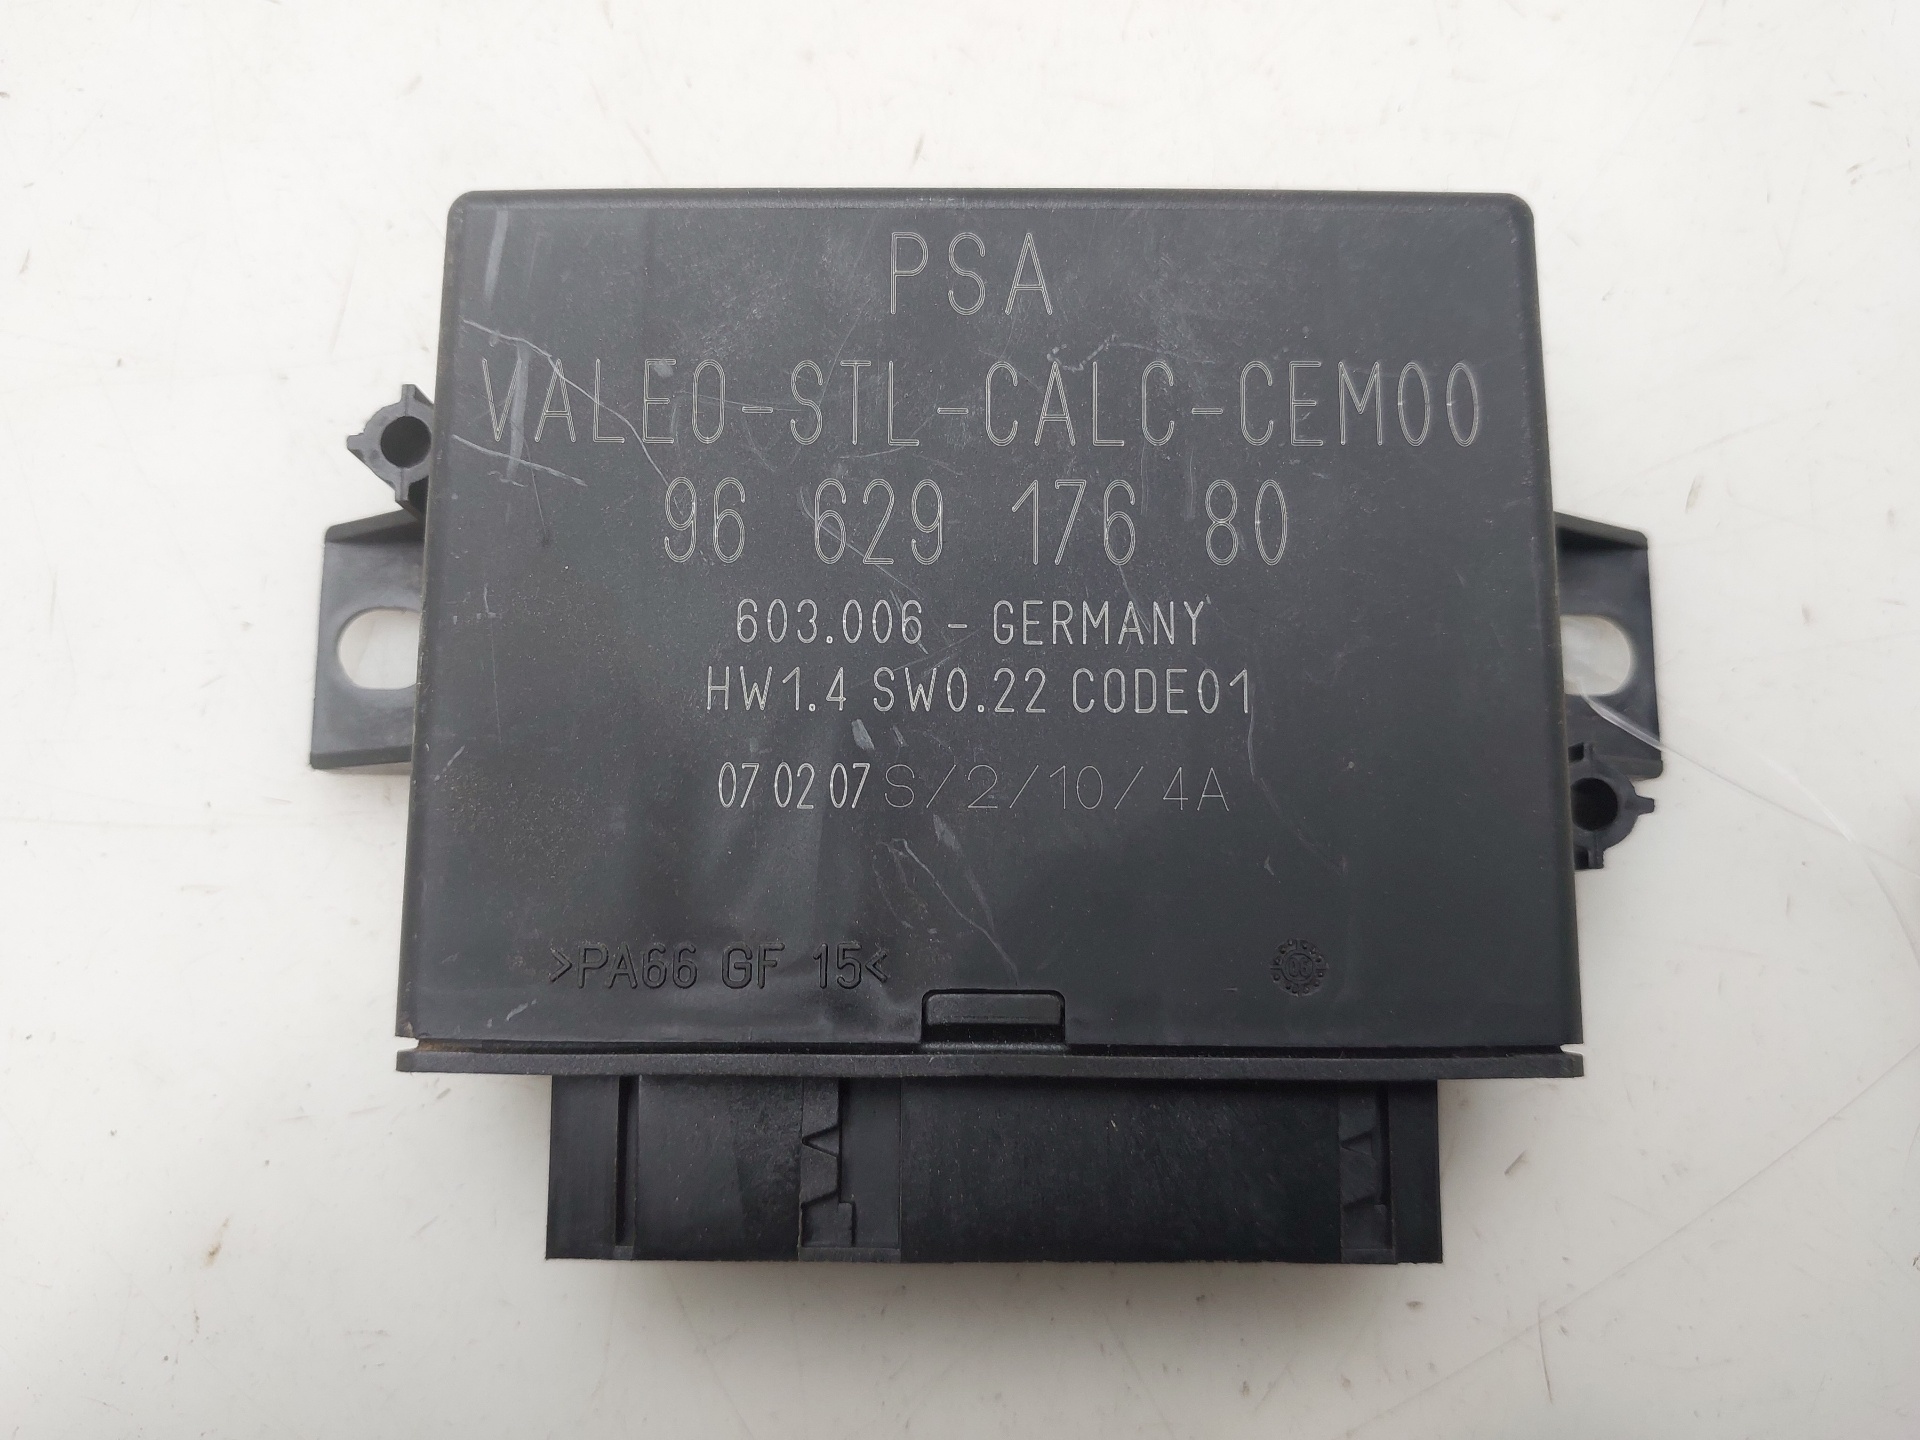 PSA
VALEO-STL-CALC-CEM00
96 629 176 80
603.006 - GERMANY
HW1.4 SW0.22 CODE01
07 02 07 S/2/10/4A
>PA66 GF 15<
06